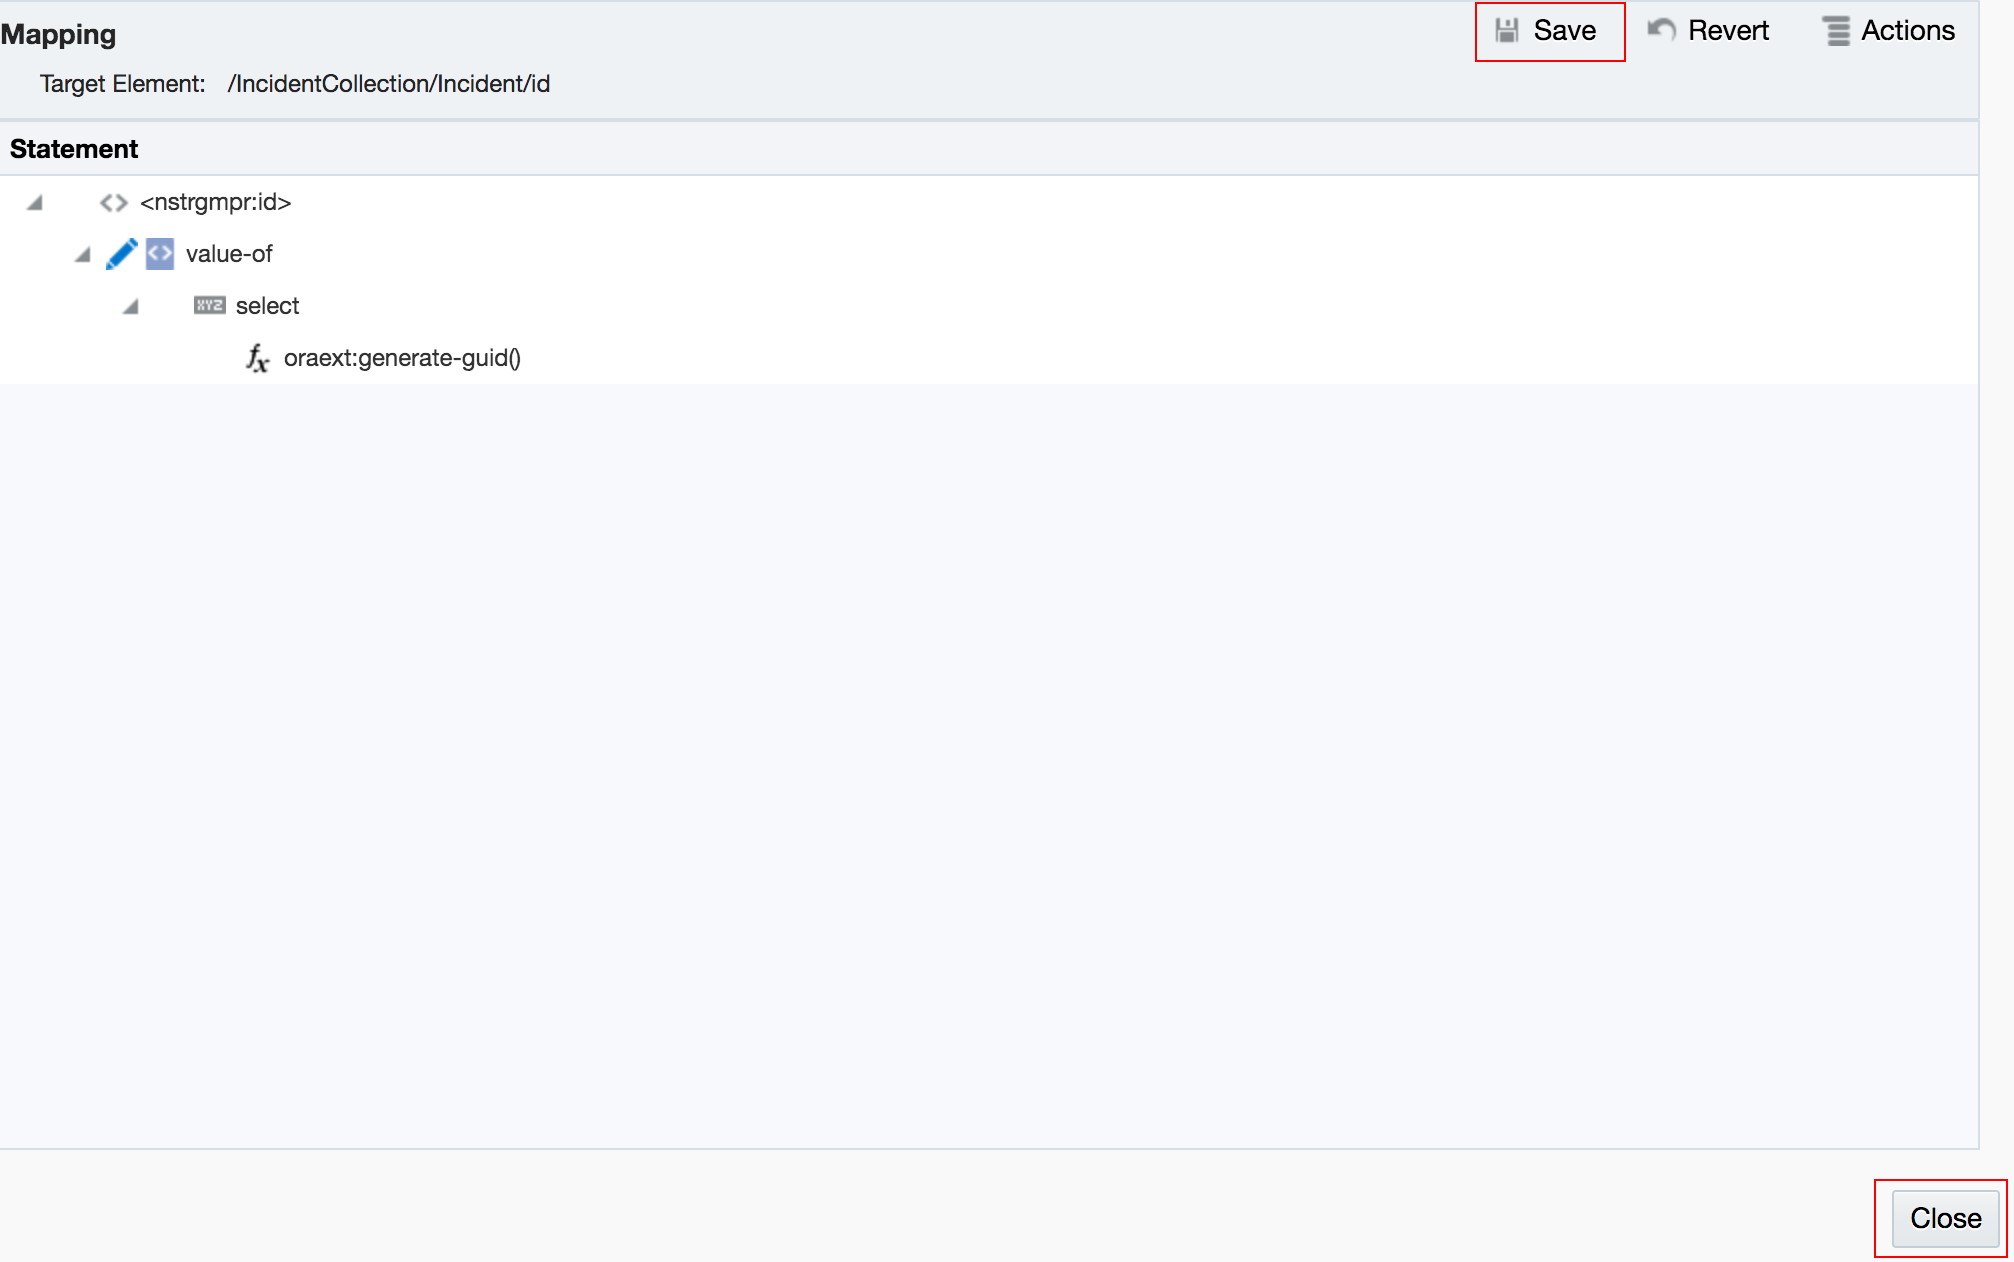 Mapping
Save Revert Actions
Target Element: /IncidentCollection/Incident/id
Statement
<nstrgmpr:id>
value-of
XYZ select
fx oraext:generate-guid()
Close